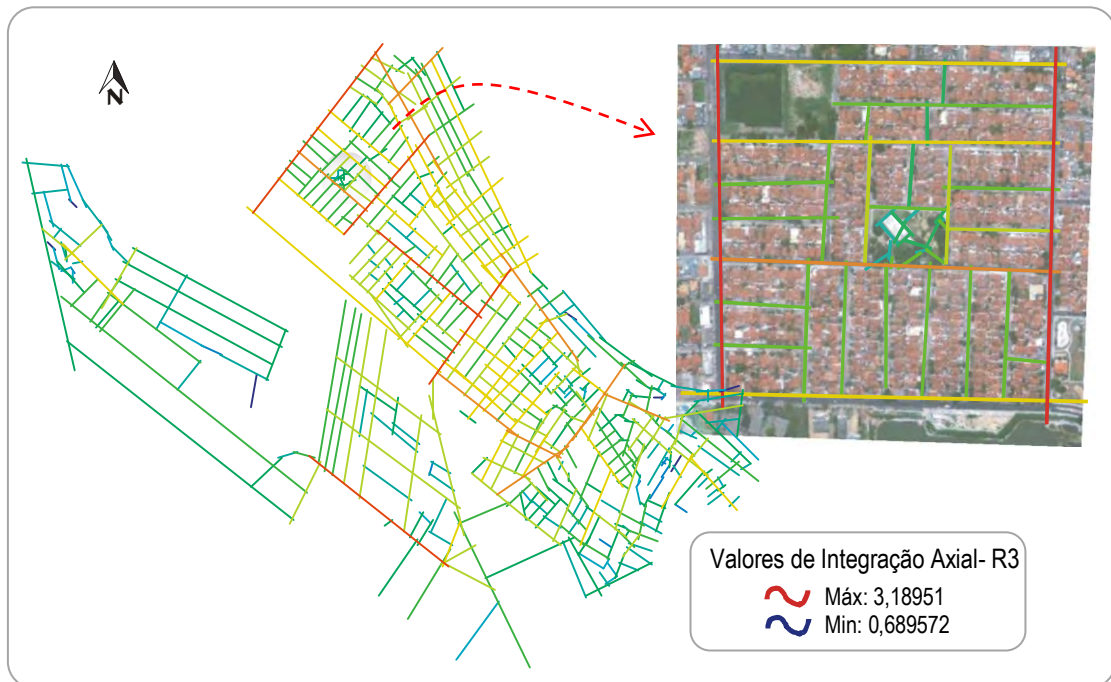 N
Valores de Integração Axial- R3
Máx: 3,18951
Min: 0,689572